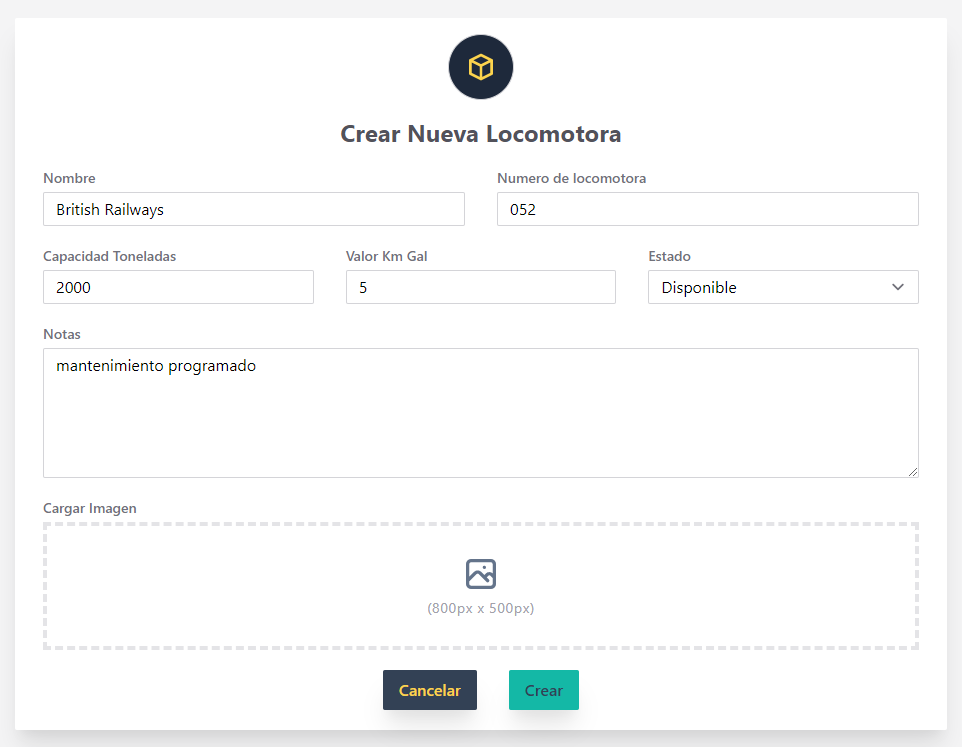 Crear Nueva Locomotora
Nombre
Numero de locomotora
British Railways
052
Capacidad Toneladas
Valor Km Gal
Estado
2000
5
Disponible
Notas
mantenimiento programado
Cargar Imagen
(800px x 500px)
Cancelar
Crear